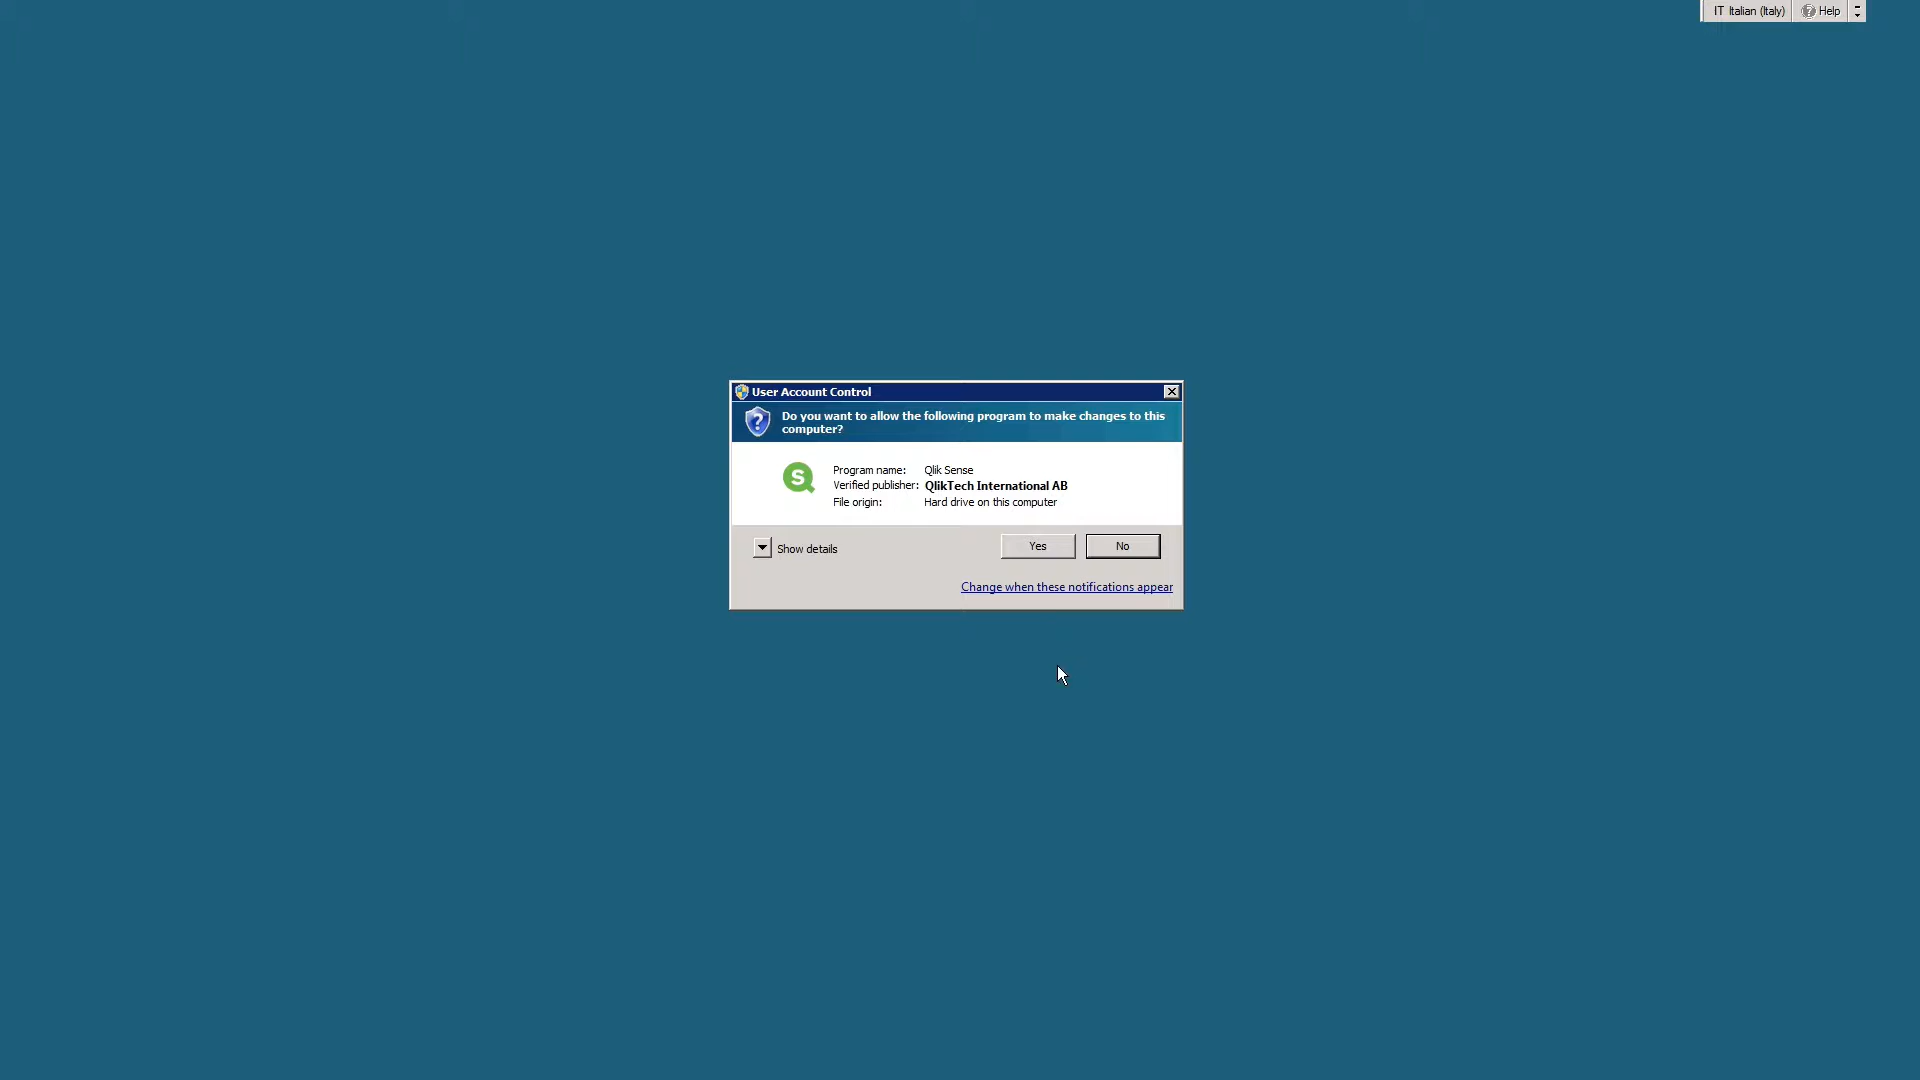 IT Italian (Italy) Help
User Account Control
Do you want to allow the following program to make changes to this
computer?
S
Program name: Qlik Sense
Verified publisher: QlikTech International AB
File origin: Hard drive on this computer
Show details
Yes
No
Change when these notifications appear